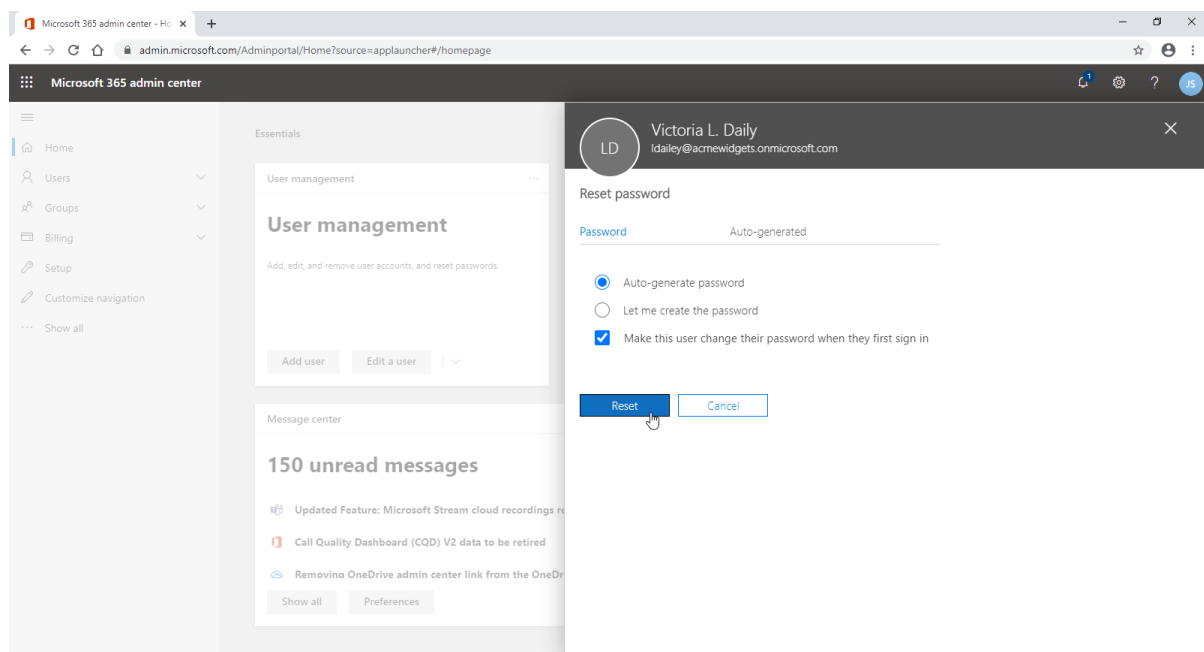 Microsoft 365 admin center - Ho
admin.microsoft.com/Adminportal/Home?source=applauncher#/homepage
Microsoft 365 admin center
1
?
JS
Home
Users
Groups
Billing
Setup
Customize navigation
Show all
Essentials
User management
User management
Add, edit, and remove user accounts, and reset passwords.
Add user
Edit a user
Message center
150 unread messages
Updated Feature: Microsoft Stream cloud recordings re
Call Quality Dashboard (CQD) V2 data to be retired
Removing OneDrive admin center link from the OneDr
Show all
Preferences
LD
Victoria L. Daily
ldailey@acmewidgets.onmicrosoft.com
Reset password
Password
Auto-generated
Auto-generate password
Let me create the password
Make this user change their password when they first sign in
Reset
Cancel